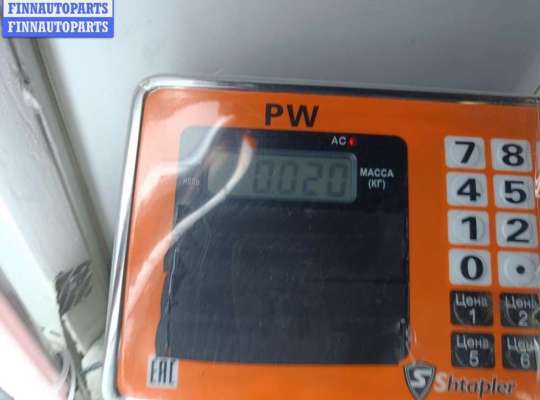 FINNAUTOPARTS
FINNAUTOPARTS
PW
AC
0.020
МАССА
(КГ)
7 8
4 5
1 2
0 .
Цена 1
Цена 2
Цена 5
Цена 6
EAC
S Shtapler